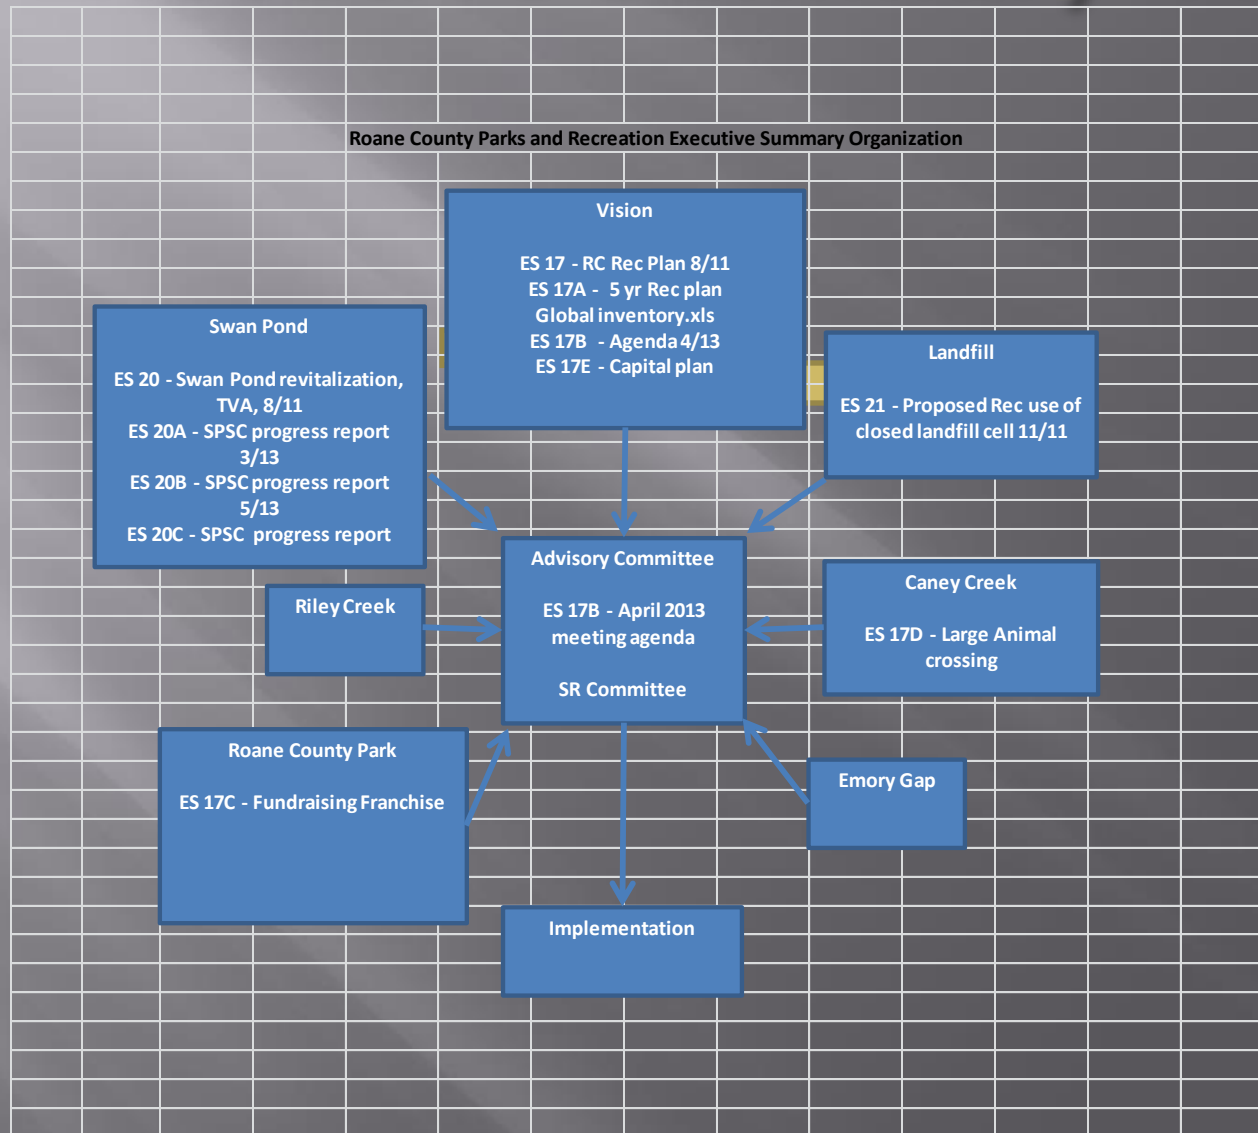 Roane County Parks and Recreation Executive Summary Organization
Vision
ES 17 - RC Rec Plan 8/11
ES 17A - 5 yr Rec plan
Global inventory.xls
ES 17B - Agenda 4/13
ES 17E - Capital plan
Swan Pond
ES 20 - Swan Pond revitalization,
TVA, 8/11
ES 20A - SPSC progress report
3/13
ES 20B - SPSC progress report
5/13
ES 20C - SPSC progress report
Landfill
ES 21 - Proposed Rec use of
closed landfill cell 11/11
Advisory Committee
ES 17B - April 2013
meeting agenda
SR Committee
Riley Creek
Caney Creek
ES 17D - Large Animal
crossing
Roane County Park
ES 17C - Fundraising Franchise
Emory Gap
Implementation